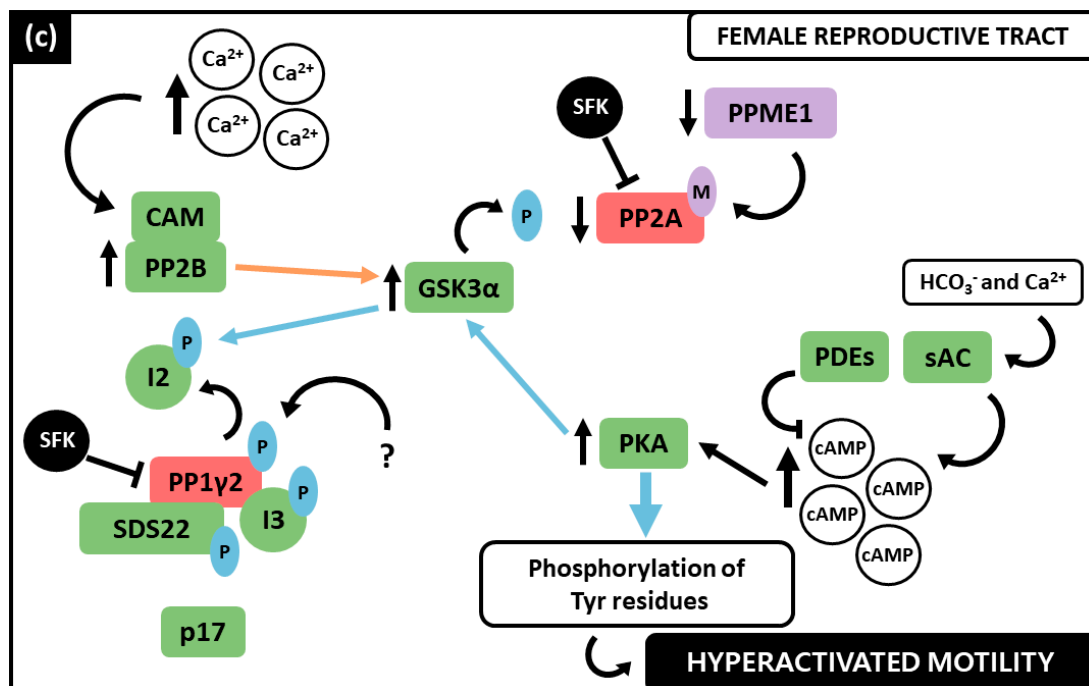 (c)
FEMALE REPRODUCTIVE TRACT
Ca²⁺
Ca²⁺
Ca²⁺
Ca²⁺
SFK
PPME1
M
PP2A
P
CAM
PP2B
GSK3α
HCO₃⁻ and Ca²⁺
PDEs
sAC
P
I2
SFK
P
?
PKA
cAMP
cAMP
cAMP
cAMP
PP1γ2
P
I3
SDS22
P
Phosphorylation of
Tyr residues
p17
HYPERACTIVATED MOTILITY